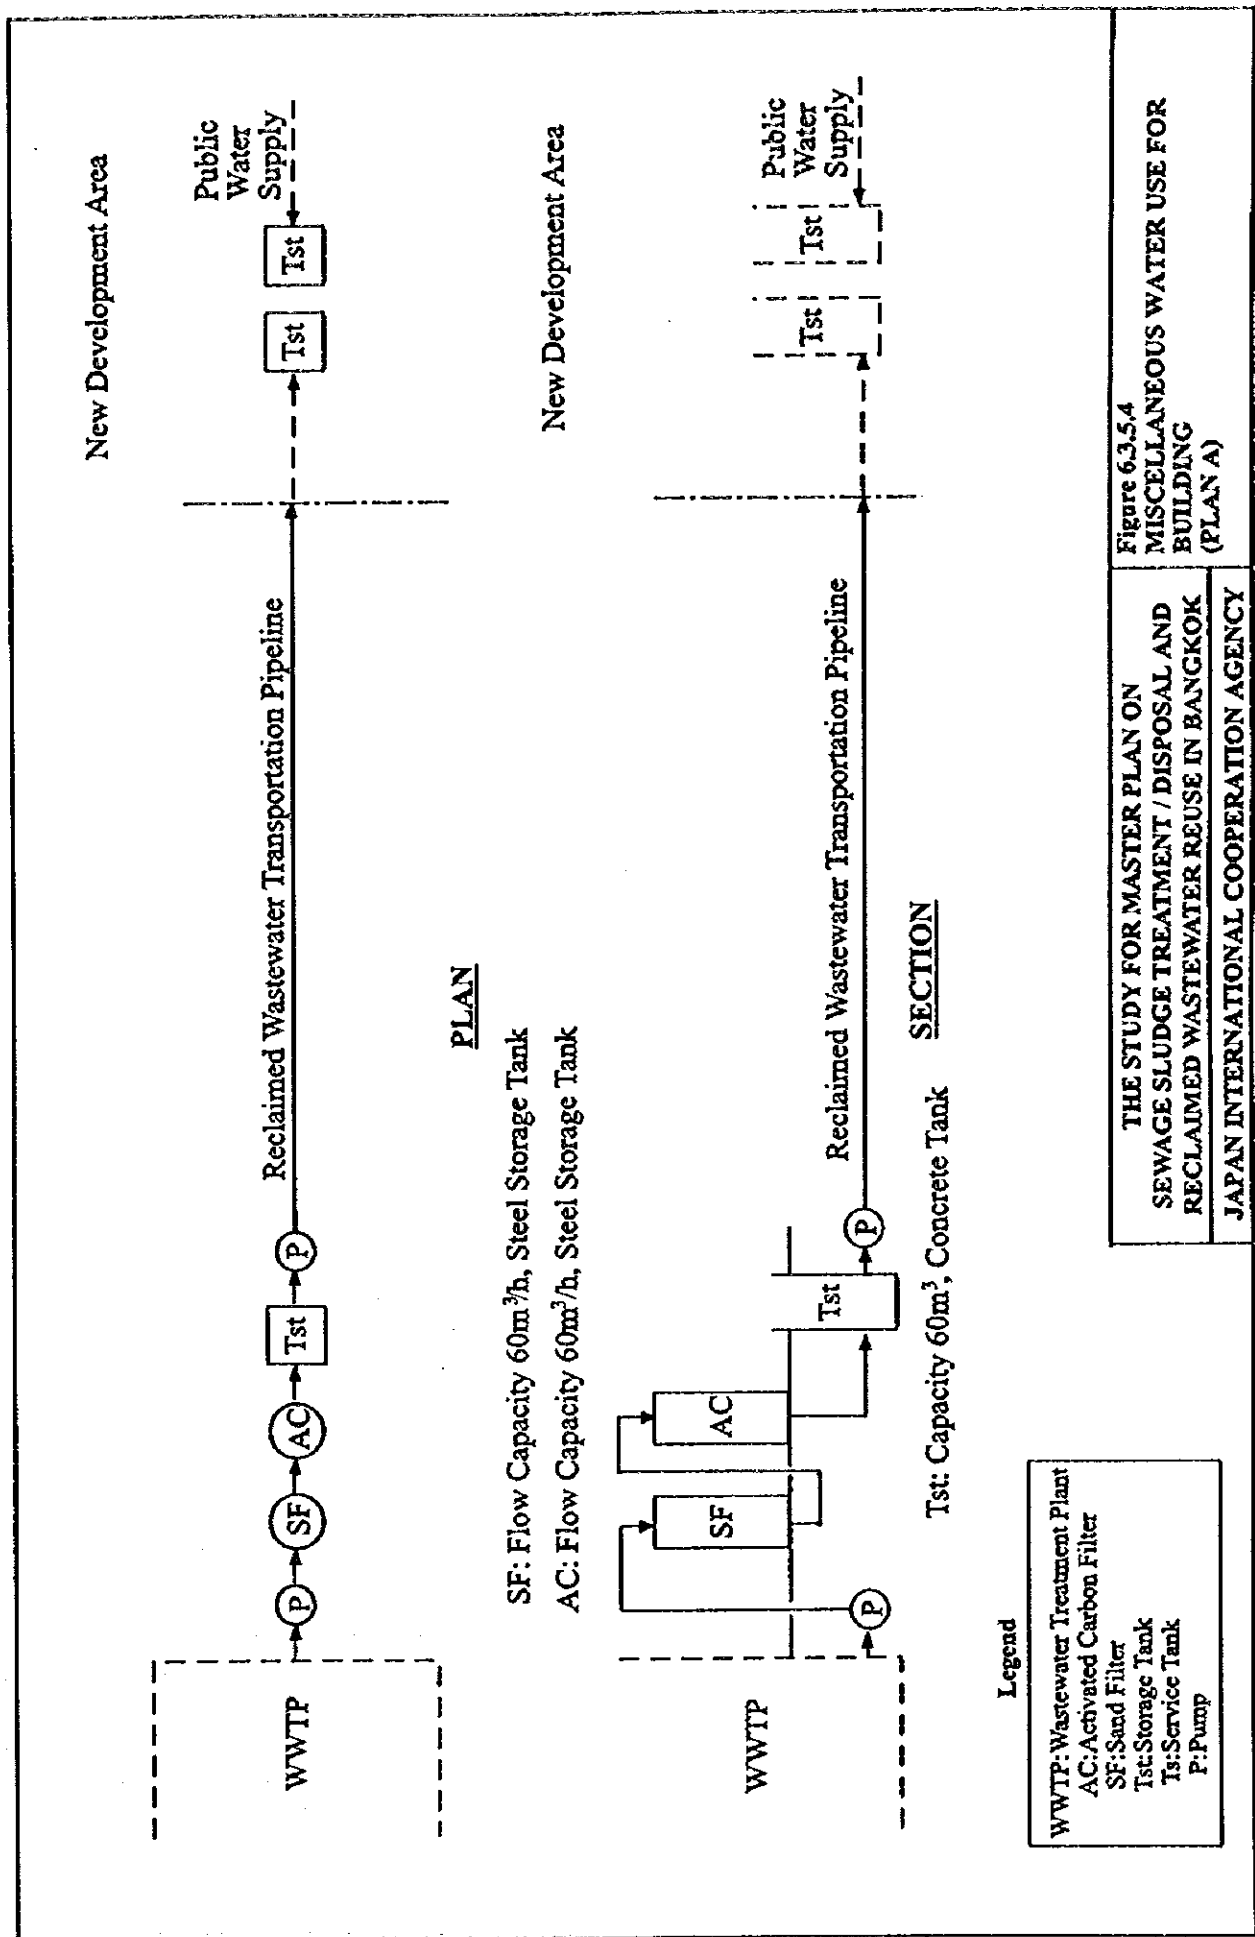 New Development Area
Public
Water
Supply
WWTP
P
SF
AC
Tst
P
Reclaimed Wastewater Transportation Pipeline
Tst
Tst
PLAN
SF: Flow Capacity 60m³/h, Steel Storage Tank
AC: Flow Capacity 60m³/h, Steel Storage Tank
New Development Area
Public
Water
Supply
WWTP
P
SF
AC
Tst
P
Reclaimed Wastewater Transportation Pipeline
Tst
Tst
SECTION
Tst: Capacity 60m³, Concrete Tank
Legend
WWTP:Wastewater Treatment Plant
AC:Activated Carbon Filter
SF:Sand Filter
Tst:Storage Tank
Ts:Service Tank
P:Pump
THE STUDY FOR MASTER PLAN ON
SEWAGE SLUDGE TREATMENT / DISPOSAL AND
RECLAIMED WASTEWATER REUSE IN BANGKOK
JAPAN INTERNATIONAL COOPERATION AGENCY
Figure 6.3.5.4
MISCELLANEOUS WATER USE FOR
BUILDING
(PLAN A)